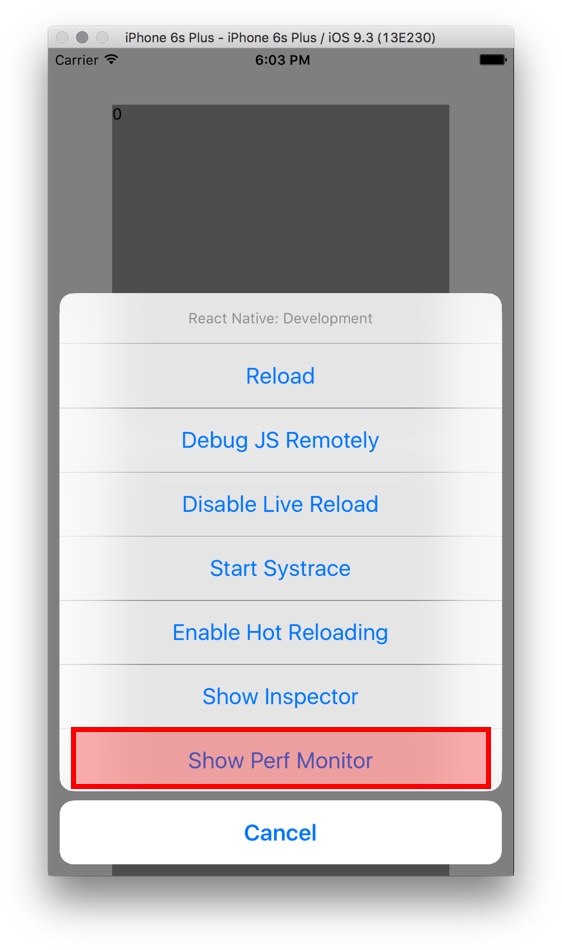 iPhone 6s Plus - iPhone 6s Plus / iOS 9.3 (13E230)
Carrier 6:03 PM
0
React Native: Development
Reload
Debug JS Remotely
Disable Live Reload
Start Systrace
Enable Hot Reloading
Show Inspector
Show Perf Monitor
Cancel